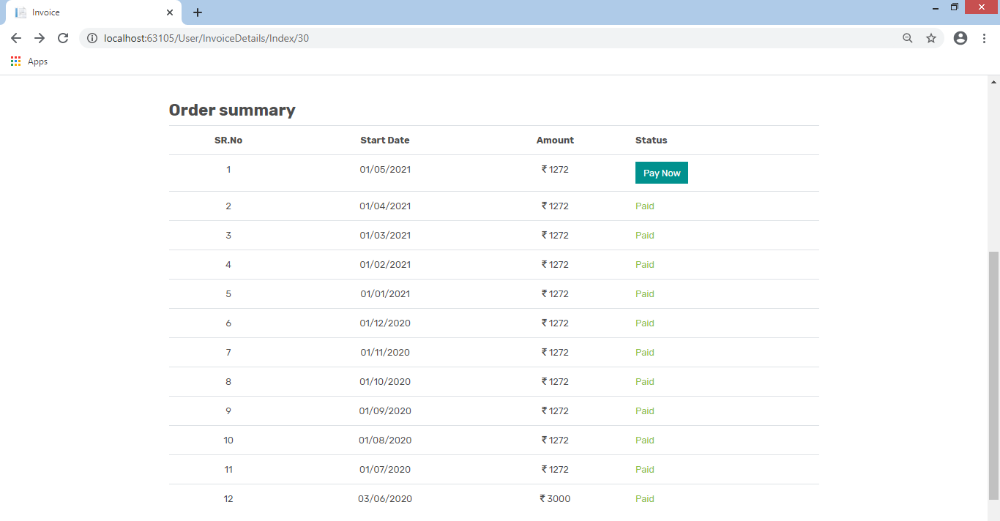 Invoice
localhost:63105/User/InvoiceDetails/Index/30
Apps
Order summary
SR.No Start Date Amount Status
1 01/05/2021 ₹ 1272 Pay Now
2 01/04/2021 ₹ 1272 Paid
3 01/03/2021 ₹ 1272 Paid
4 01/02/2021 ₹ 1272 Paid
5 01/01/2021 ₹ 1272 Paid
6 01/12/2020 ₹ 1272 Paid
7 01/11/2020 ₹ 1272 Paid
8 01/10/2020 ₹ 1272 Paid
9 01/09/2020 ₹ 1272 Paid
10 01/08/2020 ₹ 1272 Paid
11 01/07/2020 ₹ 1272 Paid
12 03/06/2020 ₹ 3000 Paid